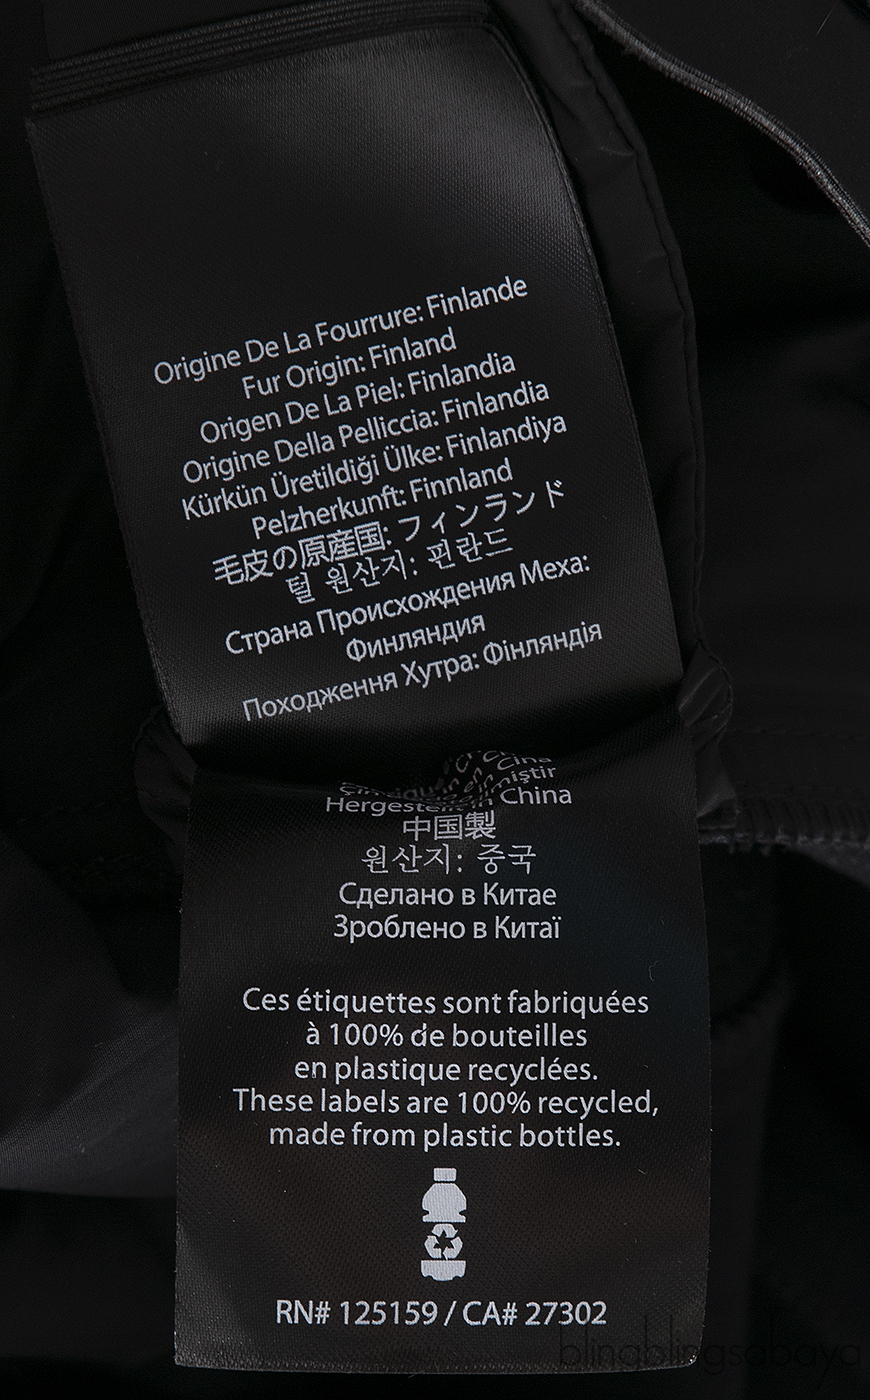 Origine De La Fourrure: Finlande
Fur Origin: Finland
Origen De La Piel: Finlandia
Origine Della Pelliccia: Finlandia
Kürkün Üretildiği Ülke: Finlandiya
Pelzherkunft: Finnland
毛皮の原産国: フィンランド
털 원산지: 핀란드
Страна Происхождения Меха:
Финляндия
Походження Хутра: Фінляндія
Cina
China
中国製
원산지: 중국
Сделано в Китае
Зроблено в Китаї
Ces étiquettes sont fabriquées
à 100% de bouteilles
en plastique recyclées.
These labels are 100% recycled,
made from plastic bottles.
RN# 125159 / CA# 27302
blingblingsabaya